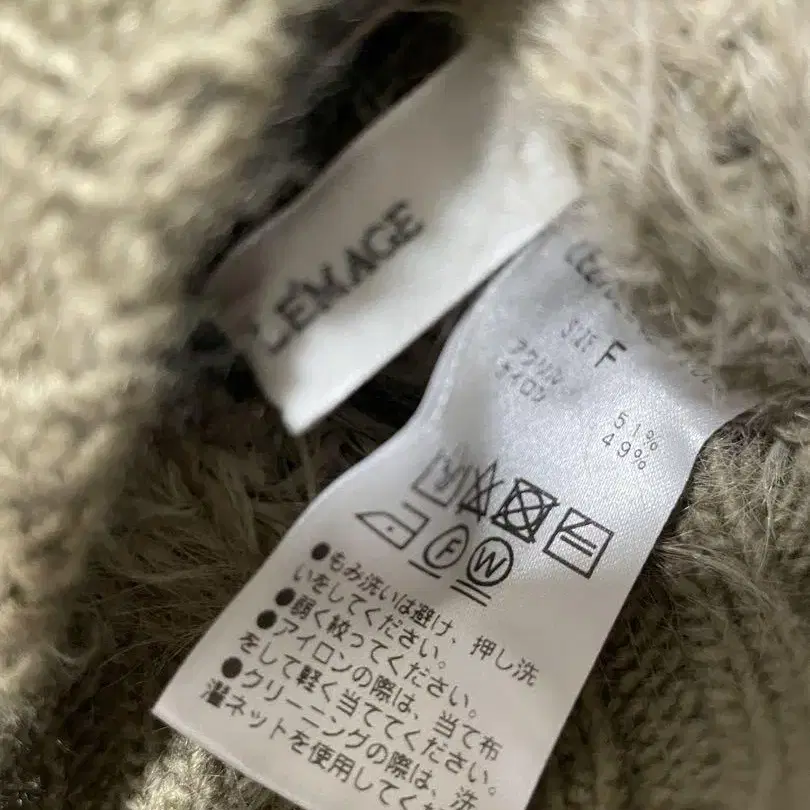 LEMAGE
SIZE F
アクリル 51%
ナイロン 49%
F W
●もみ洗いは避け、押し洗
いをしてください。
●弱く絞ってください。
●アイロンの際は、当て布
をして軽く当ててください。
●クリーニングの際は、洗
濯ネットを使用して